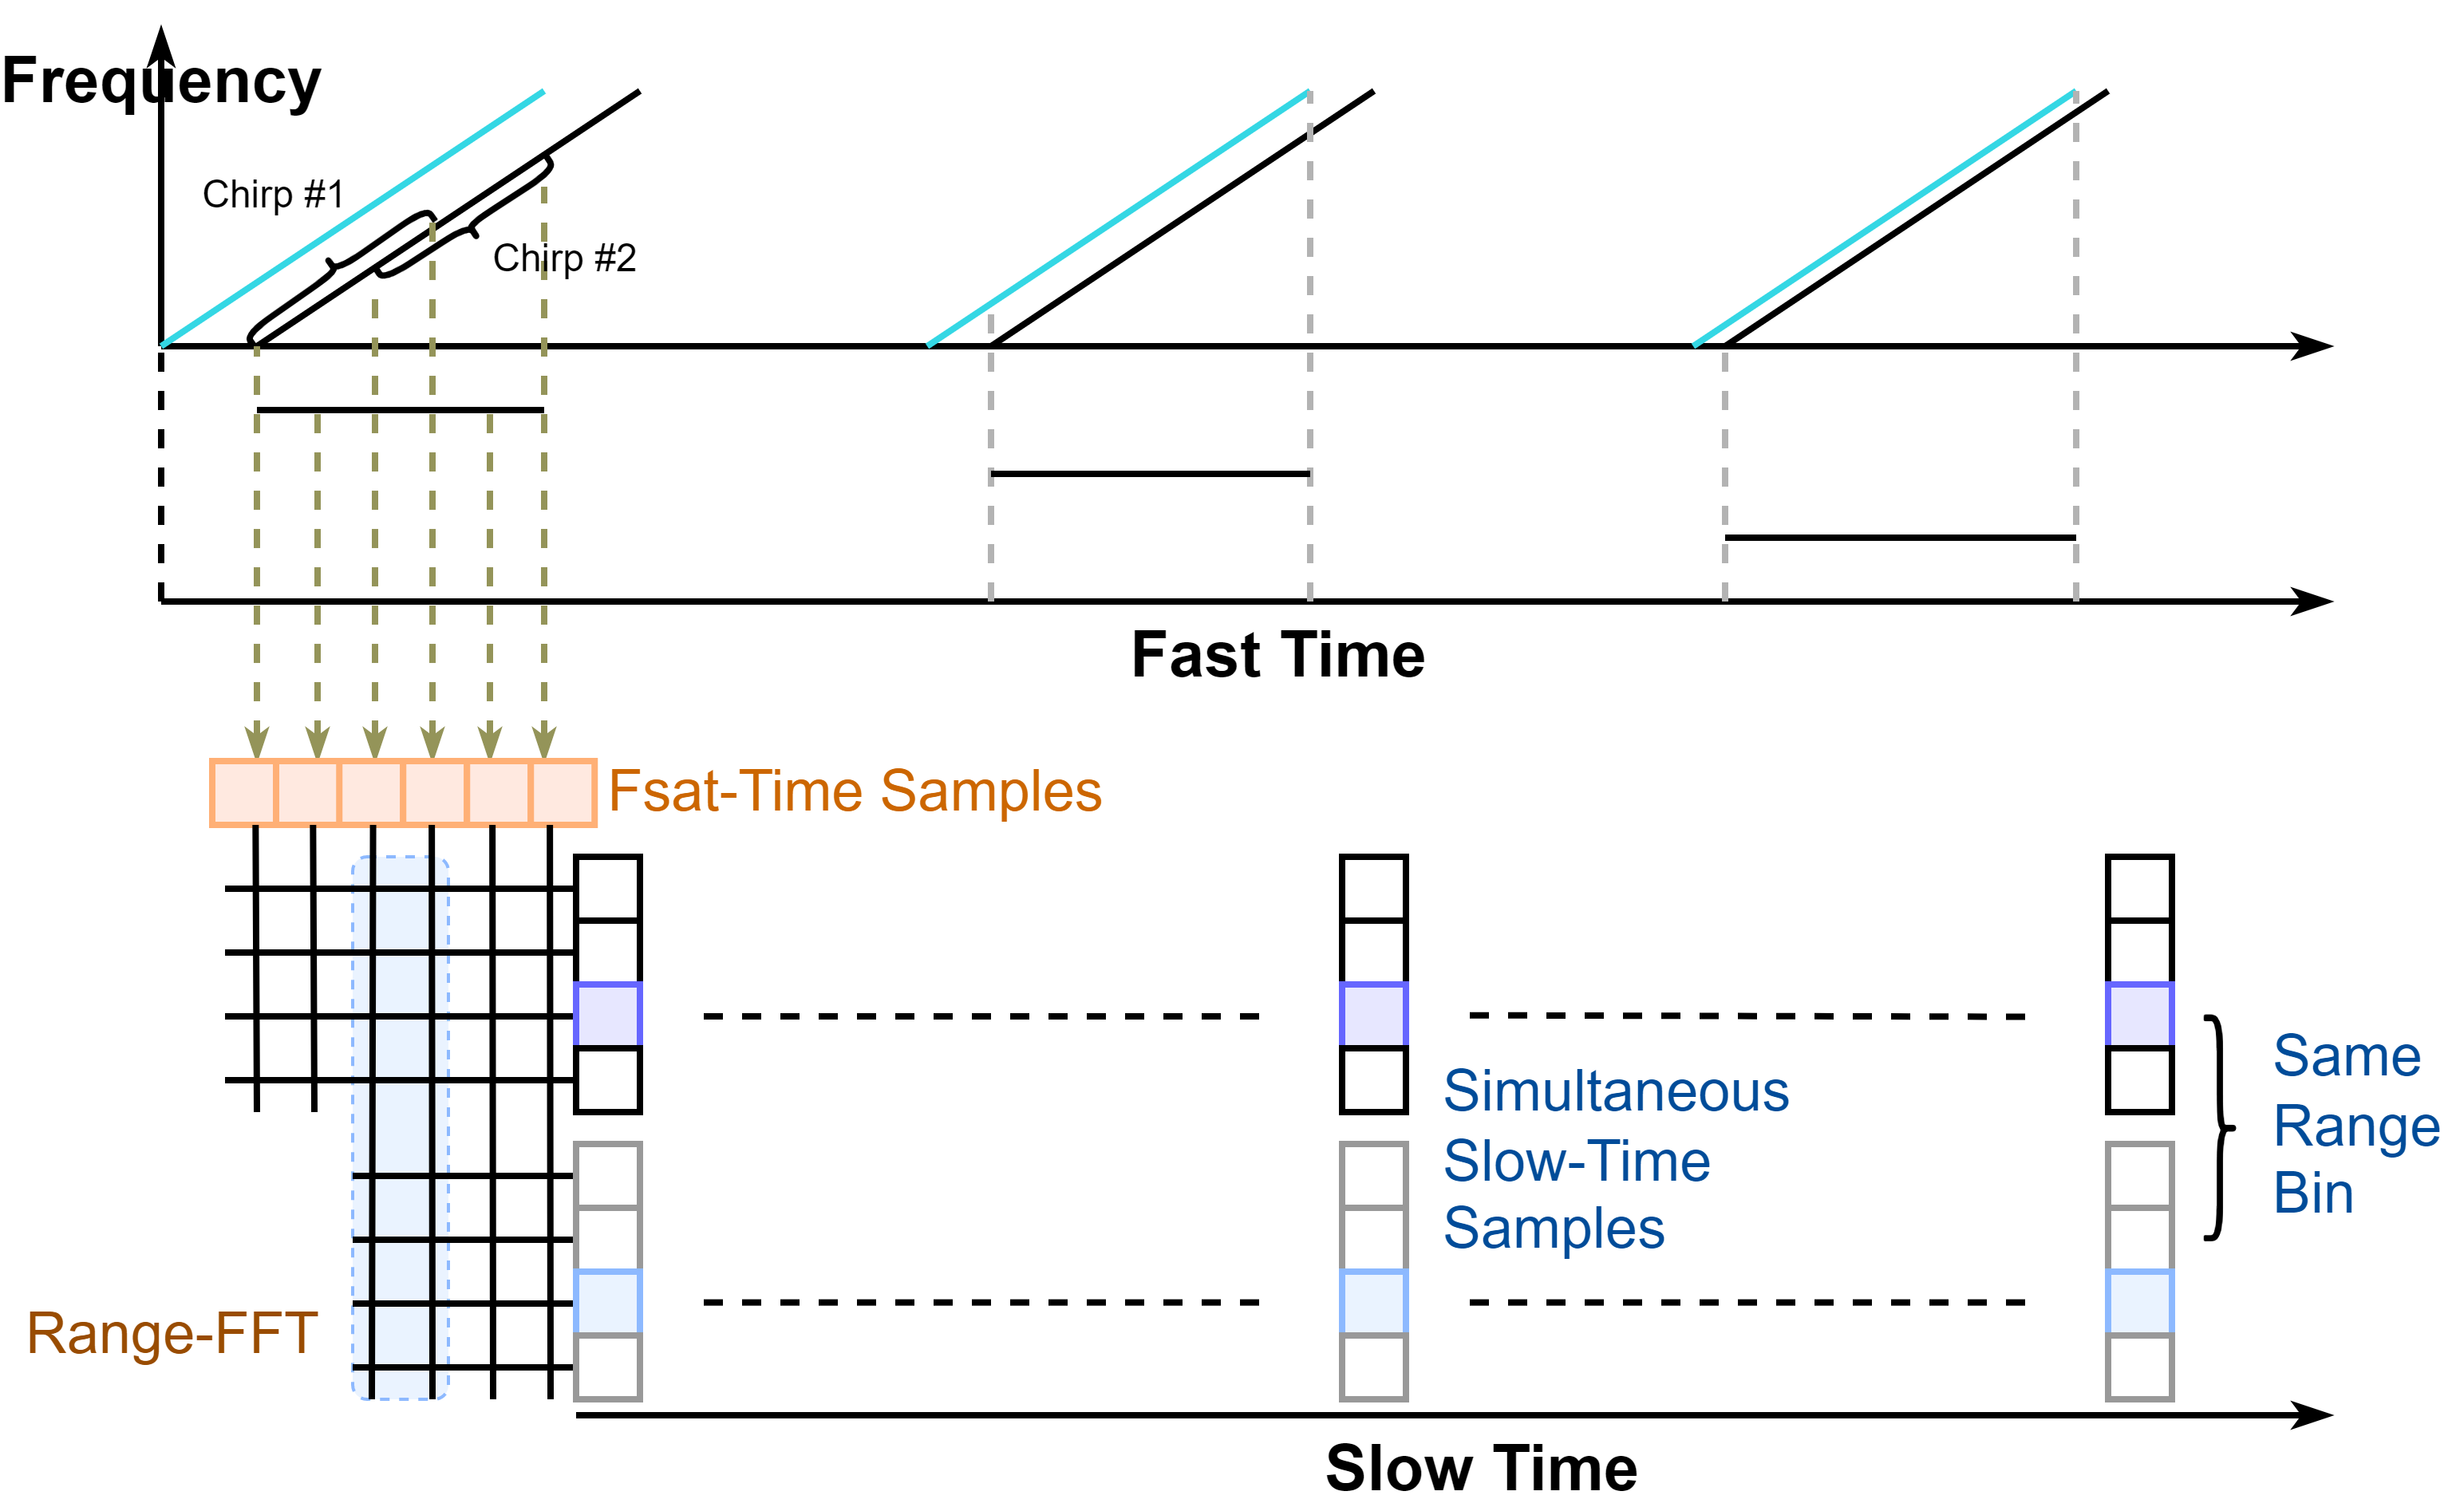 Frequency
Chirp #1
Chirp #2
Fast Time
Fsat-Time Samples
Simultaneous
Slow-Time
Samples
Same
Range
Bin
Range-FFT
Slow Time